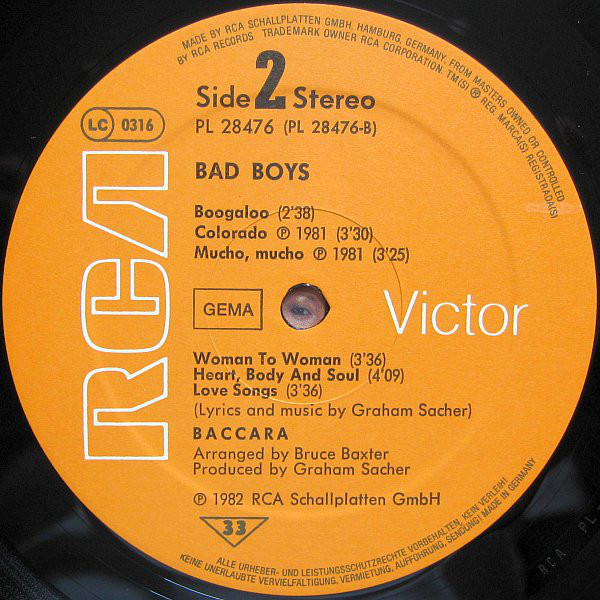 MADE BY RCA SCHALLPLATTEN GMBH, HAMBURG, GERMANY. FROM MASTERS OWNED OR CONTROLLED
BY RCA RECORDS TRADEMARK OWNER RCA CORPORATION. TM(S) ® REG. MARCA(S) REGISTRADA(S)
Side 2 Stereo
PL 28476 (PL 28476-B)
LC 0316
BAD BOYS
RCA
Boogaloo (2'38)
Colorado ℗ 1981 (3'30)
Mucho, mucho ℗ 1981 (3'25)
GEMA
Victor
Woman To Woman (3'36)
Heart, Body And Soul (4'09)
Love Songs (3'36)
(Lyrics and music by Graham Sacher)
BACCARA
Arranged by Bruce Baxter
Produced by Graham Sacher
℗ 1982 RCA Schallplatten GmbH
33
ALLE URHEBER- UND LEISTUNGSSCHUTZRECHTE VORBEHALTEN, KEIN VERLEIH!
KEINE UNERLAUBTE VERVIELFÄLTIGUNG, VERMIETUNG, AUFFÜHRUNG, SENDUNG! MADE IN GERMANY
RCA PL